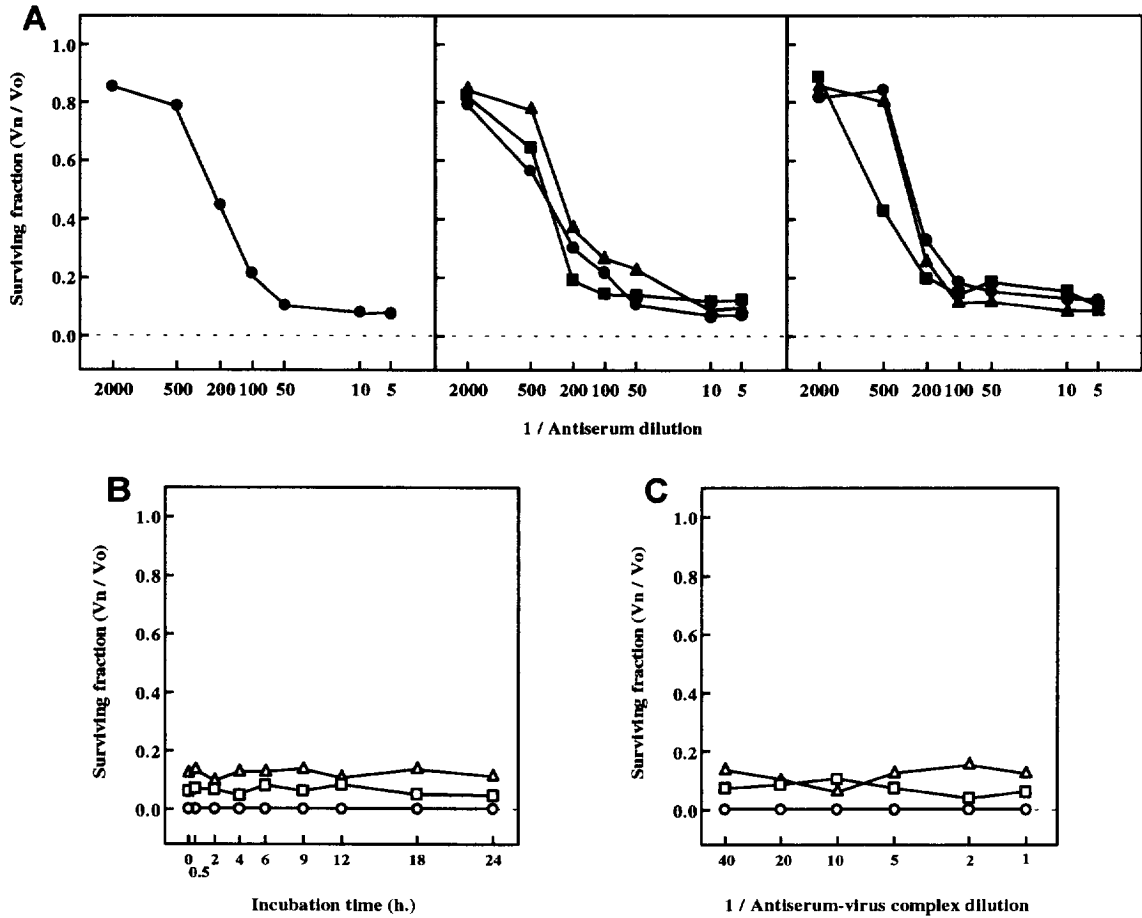 A
Surviving fraction (Vn / Vo)
1.0
0.8
0.6
0.4
0.2
0.0
2000 500 200 100 50 10 5
2000 500 200 100 50 10 5
2000 500 200 100 50 10 5
1 / Antiserum dilution
B
Surviving fraction (Vn / Vo)
1.0
0.8
0.6
0.4
0.2
0.0
0 0.5 2 4 6 9 12 18 24
Incubation time (h.)
C
Surviving fraction (Vn / Vo)
1.0
0.8
0.6
0.4
0.2
0.0
40 20 10 5 2 1
1 / Antiserum-virus complex dilution